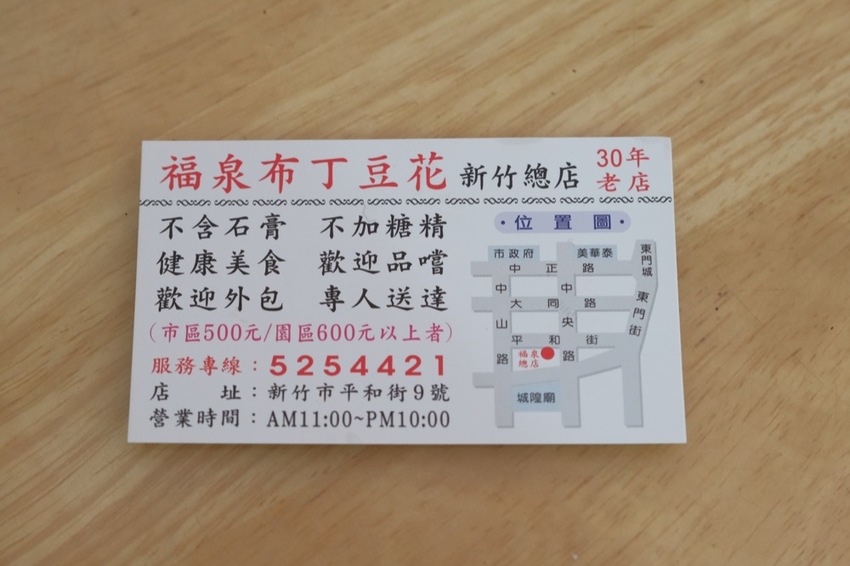 福泉布丁豆花 新竹總店 30年老店
不含石膏 不加糖精
健康美食 歡迎品嚐
歡迎外包 專人送達
(市區500元/園區600元以上者)
服務專線：5254421
店 址：新竹市平和街9號
營業時間：AM11:00~PM10:00
·位置圖·
市政府 美華泰
東門城
中正路
中山路
大同路
中央路
東門街
平和街
福泉總店
城隍廟